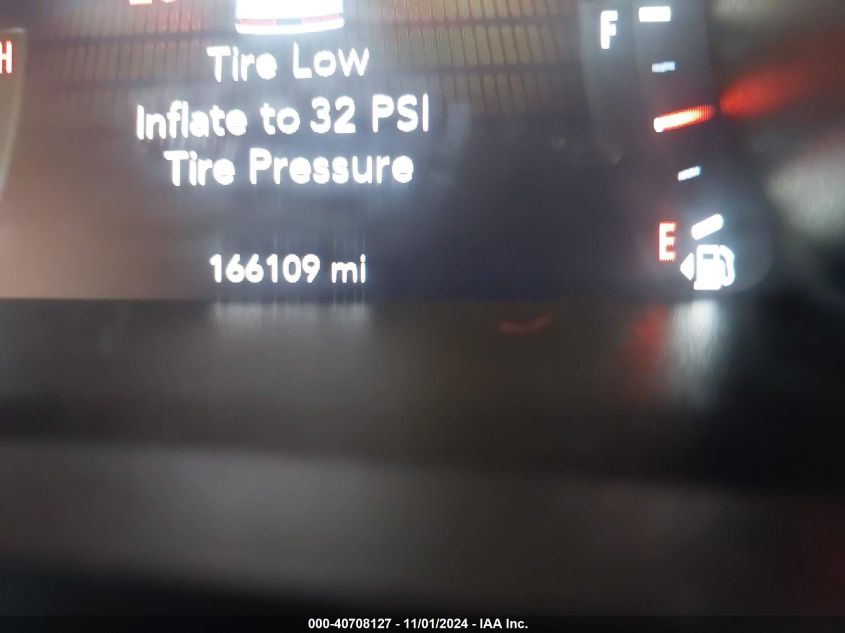 H
F
Tire Low
Inflate to 32 PSI
Tire Pressure
E
166109 mi
000-40708127 - 11/01/2024 - IAA Inc.